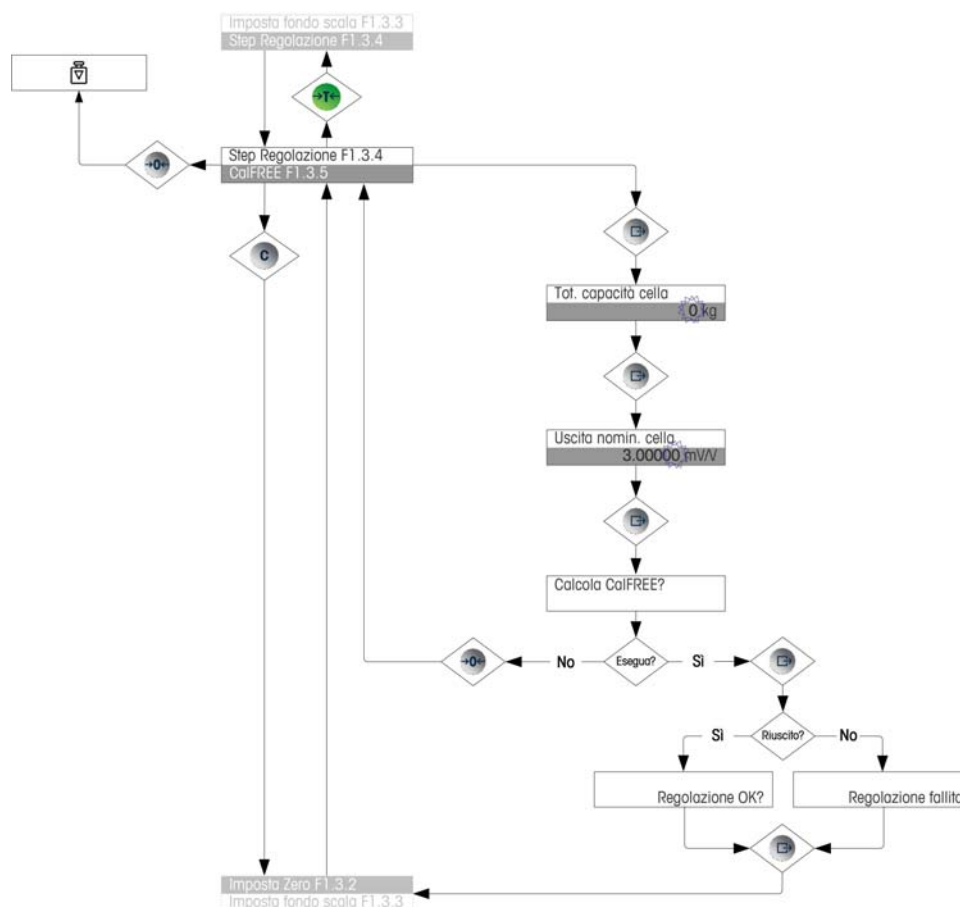 Imposta fondo scala F1.3.3
Step Regolazione F1.3.4
→T←
→0←
Step Regolazione F1.3.4
CalFREE F1.3.5
C
Tot. capacità cella
0 kg
Uscita nomin. cella
3.00000 mV/V
Calcola CalFREE?
→0←
No
Esegua?
Sì
Sì
Riuscito?
No
Regolazione OK?
Regolazione fallita
Imposta Zero F1.3.2
Imposta fondo scala F1.3.3